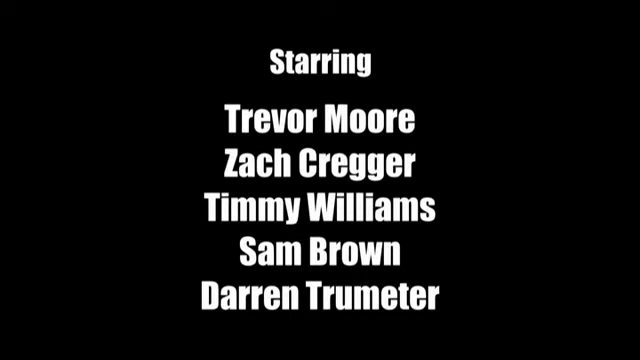 Starring
Trevor Moore
Zach Cregger
Timmy Williams
Sam Brown
Darren Trumeter